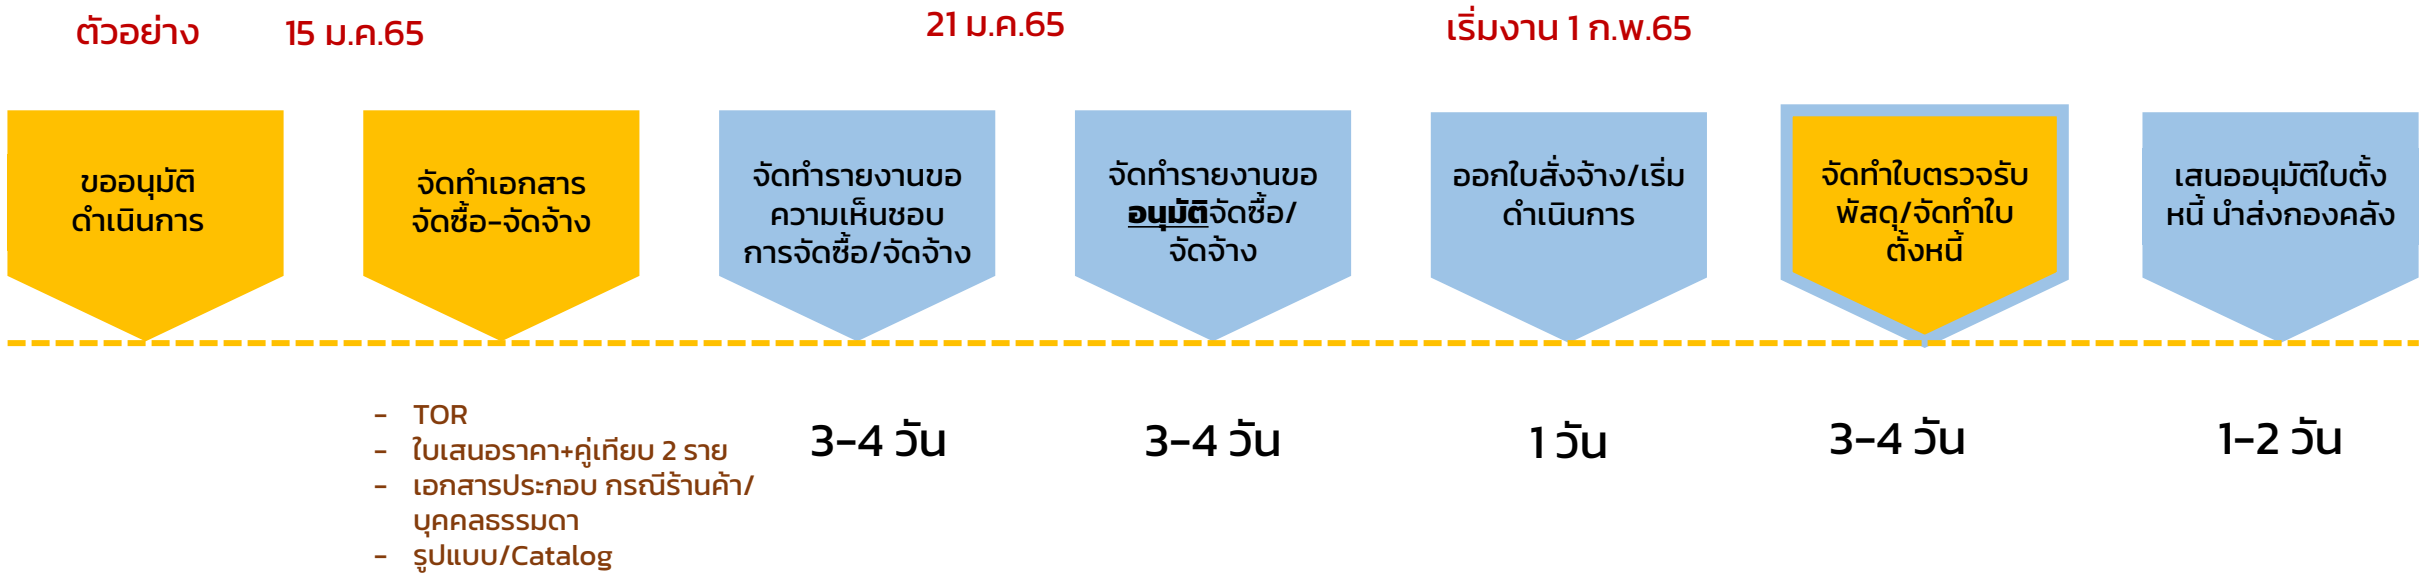 ตัวอย่าง
15 ม.ค.65
21 ม.ค.65
เริ่มงาน 1 ก.พ.65
ขออนุมัติ
ดำเนินการ
จัดทำเอกสาร
จัดซื้อ-จัดจ้าง
จัดทำรายงานขอ
ความเห็นชอบ
การจัดซื้อ/จัดจ้าง
จัดทำรายงานขอ
อนุมัติจัดซื้อ/
จัดจ้าง
ออกใบสั่งจ้าง/เริ่ม
ดำเนินการ
จัดทำใบตรวจรับ
พัสดุ/จัดทำใบ
ตั้งหนี้
เสนออนุมัติใบตั้ง
หนี้ นำส่งกองคลัง
- TOR
- ใบเสนอราคา+คู่เทียบ 2 ราย
- เอกสารประกอบ กรณีร้านค้า/
บุคคลธรรมดา
- รูปแบบ/Catalog
3-4 วัน
3-4 วัน
1 วัน
3-4 วัน
1-2 วัน